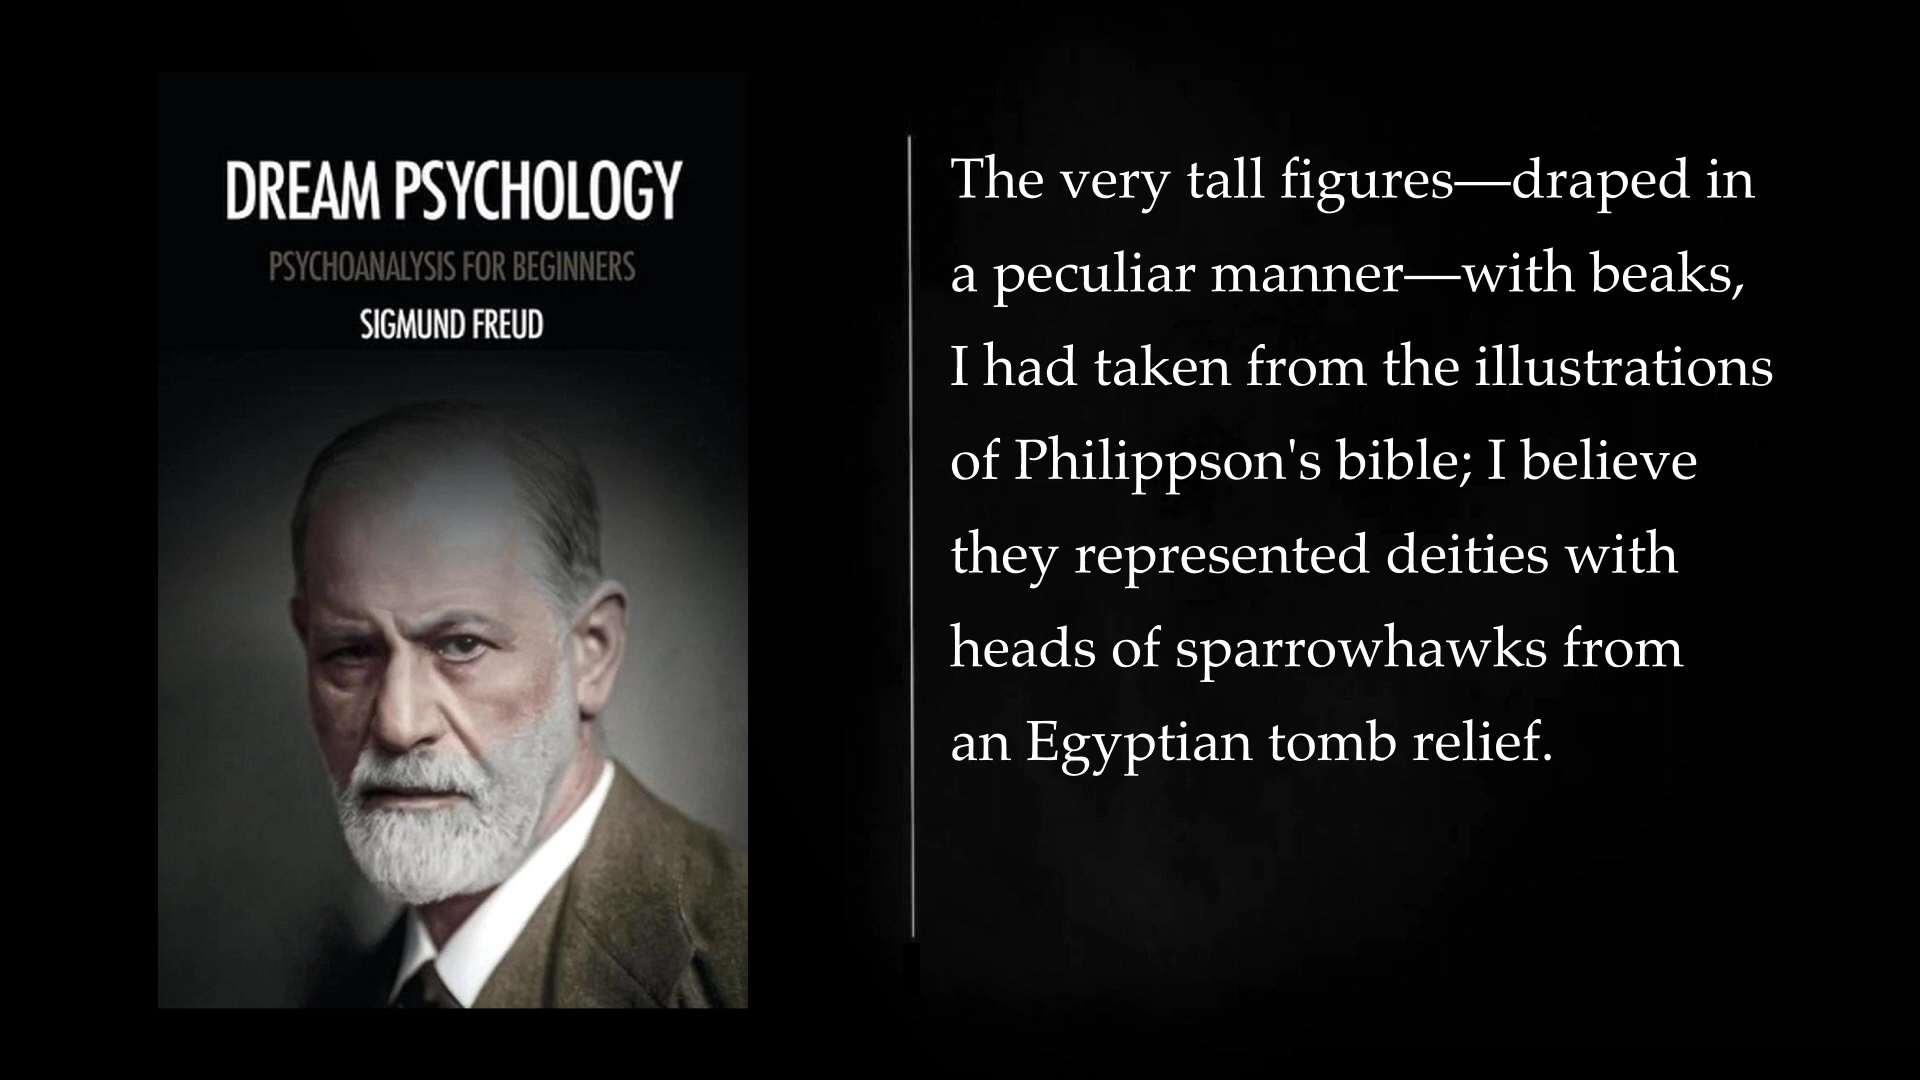 DREAM PSYCHOLOGY
PSYCHOANALYSIS FOR BEGINNERS
SIGMUND FREUD
The very tall figures—draped in
a peculiar manner—with beaks,
I had taken from the illustrations
of Philippson's bible; I believe
they represented deities with
heads of sparrowhawks from
an Egyptian tomb relief.